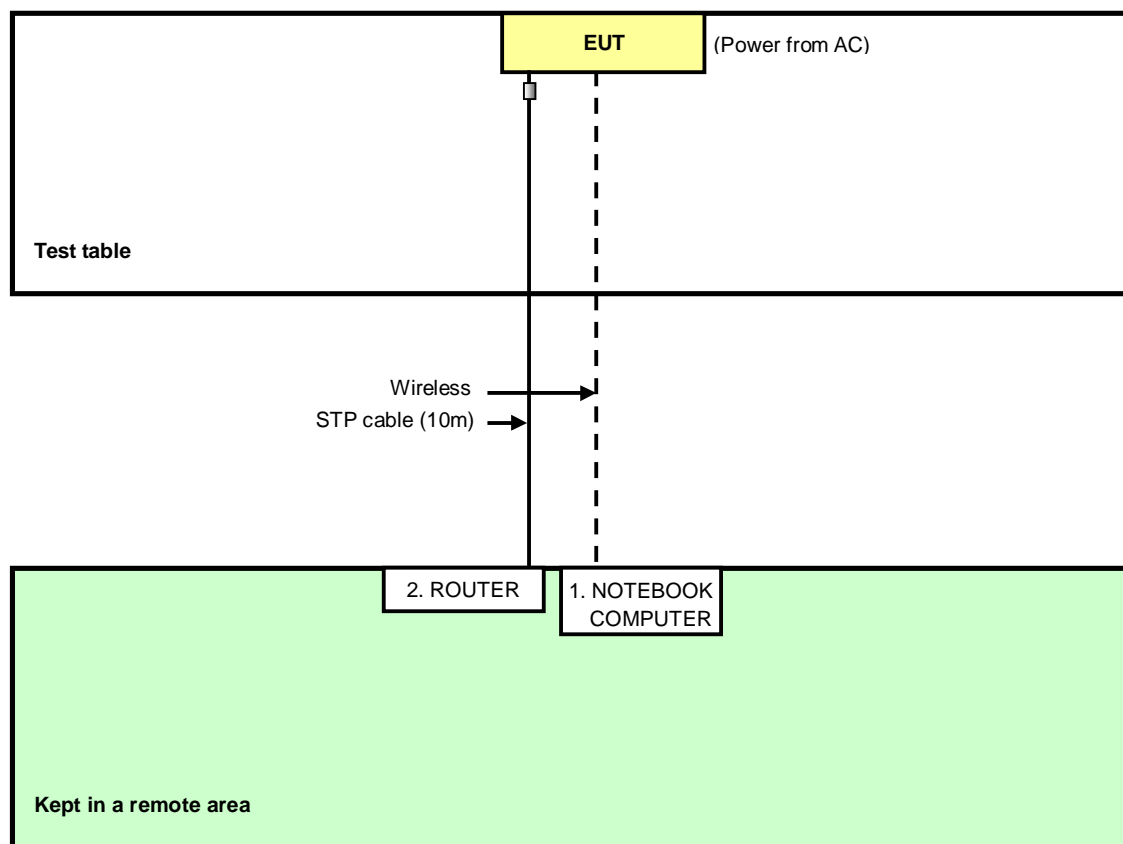 EUT
(Power from AC)
Test table
Wireless
STP cable (10m)
2. ROUTER
1. NOTEBOOK
COMPUTER
Kept in a remote area